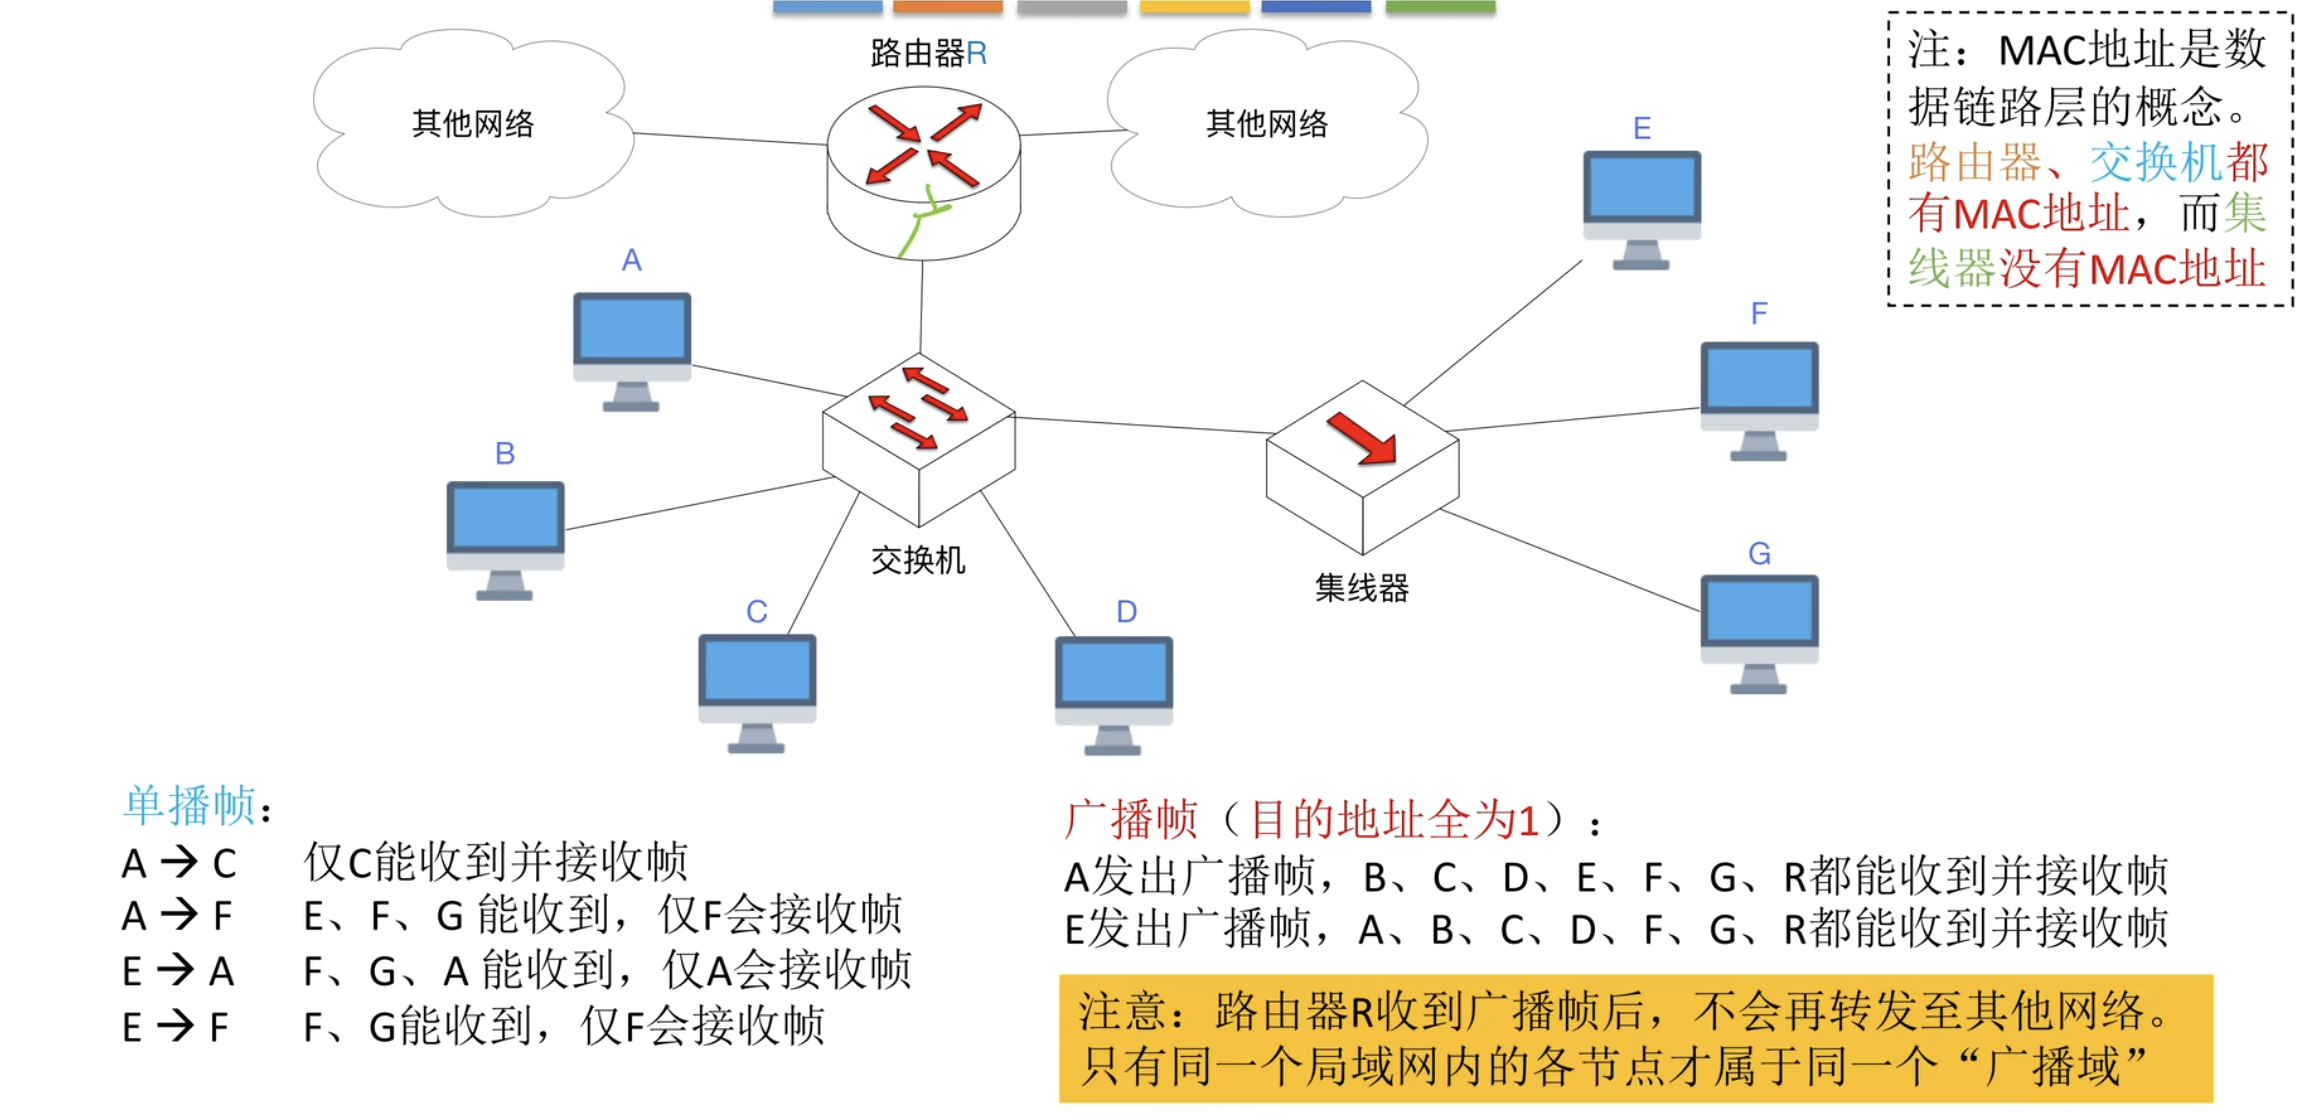 路由器R
其他网络
其他网络
注：MAC地址是数
据链路层的概念。
路由器、交换机都
有MAC地址，而集
线器没有MAC地址
E
A
F
B
交换机
集线器
G
C
D
单播帧：
A→C 仅C能收到并接收帧
A→F E、F、G 能收到，仅F会接收帧
E→A F、G、A 能收到，仅A会接收帧
E→F F、G能收到，仅F会接收帧
广播帧（目的地址全为1）：
A发出广播帧，B、C、D、E、F、G、R都能收到并接收帧
E发出广播帧，A、B、C、D、F、G、R都能收到并接收帧
注意：路由器R收到广播帧后，不会再转发至其他网络。
只有同一个局域网内的各节点才属于同一个“广播域”